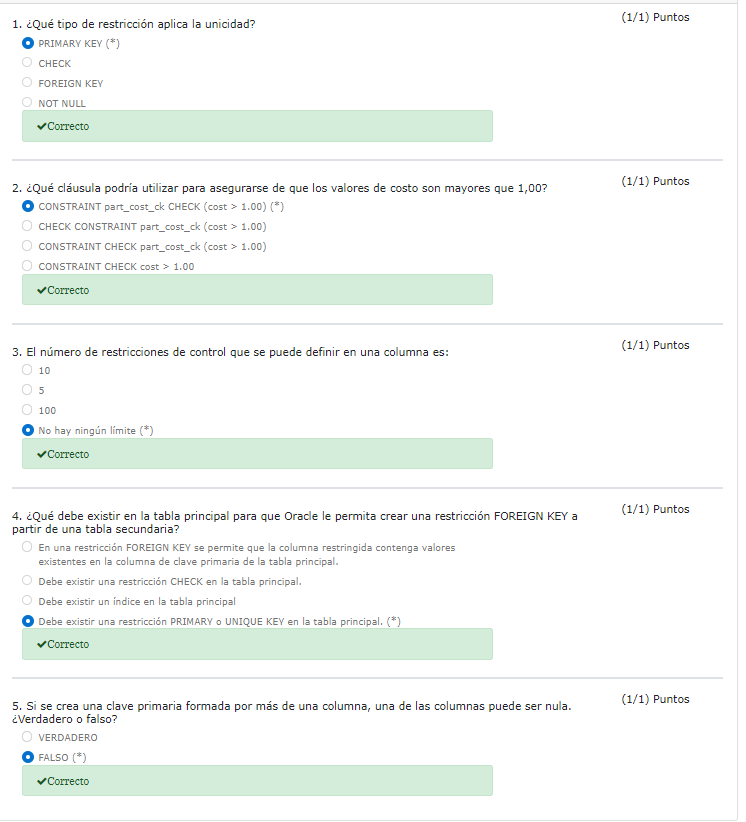 1. ¿Qué tipo de restricción aplica la unicidad?
(1/1) Puntos
PRIMARY KEY (*)
CHECK
FOREIGN KEY
NOT NULL
✔Correcto
2. ¿Qué cláusula podría utilizar para asegurarse de que los valores de costo son mayores que 1,00?
(1/1) Puntos
CONSTRAINT part_cost_ck CHECK (cost > 1.00) (*)
CHECK CONSTRAINT part_cost_ck (cost > 1.00)
CONSTRAINT CHECK part_cost_ck (cost > 1.00)
CONSTRAINT CHECK cost > 1.00
✔Correcto
3. El número de restricciones de control que se puede definir en una columna es:
(1/1) Puntos
10
5
100
No hay ningún límite (*)
✔Correcto
4. ¿Qué debe existir en la tabla principal para que Oracle le permita crear una restricción FOREIGN KEY a
partir de una tabla secundaria?
(1/1) Puntos
En una restricción FOREIGN KEY se permite que la columna restringida contenga valores
existentes en la columna de clave primaria de la tabla principal.
Debe existir una restricción CHECK en la tabla principal.
Debe existir un índice en la tabla principal
Debe existir una restricción PRIMARY o UNIQUE KEY en la tabla principal. (*)
✔Correcto
5. Si se crea una clave primaria formada por más de una columna, una de las columnas puede ser nula.
¿Verdadero o falso?
(1/1) Puntos
VERDADERO
FALSO (*)
✔Correcto